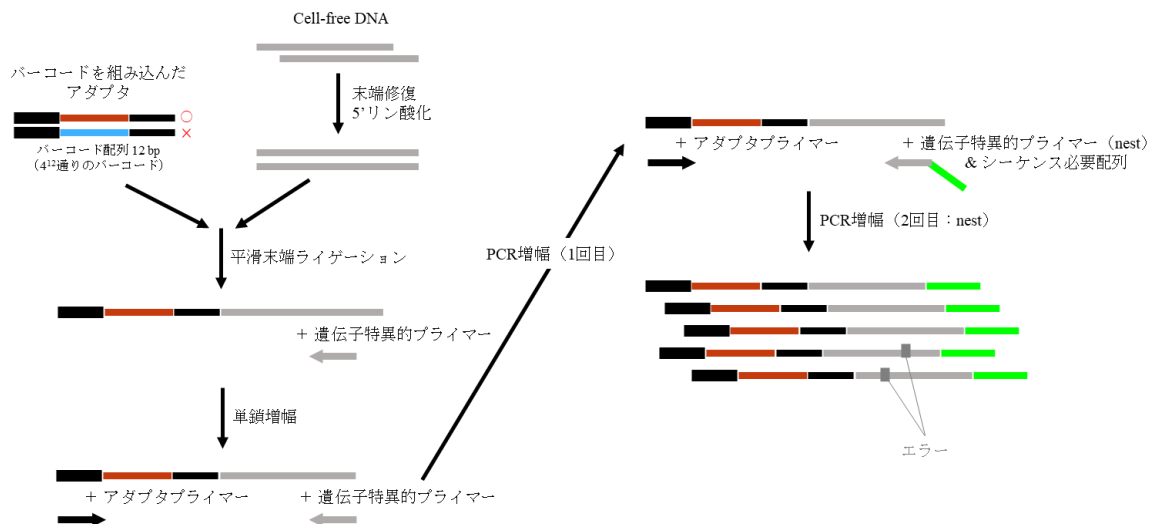 Cell-free DNA
バーコードを組み込んだ
アダプタ
○
×
バーコード配列 12 bp
（4¹²通りのバーコード）
末端修復
5’リン酸化
平滑末端ライゲーション
+ 遺伝子特異的プライマー
単鎖増幅
+ アダプタプライマー
+ 遺伝子特異的プライマー
PCR増幅（1回目）
+ アダプタプライマー
+ 遺伝子特異的プライマー（nest）
& シーケンス必要配列
PCR増幅（2回目：nest）
エラー